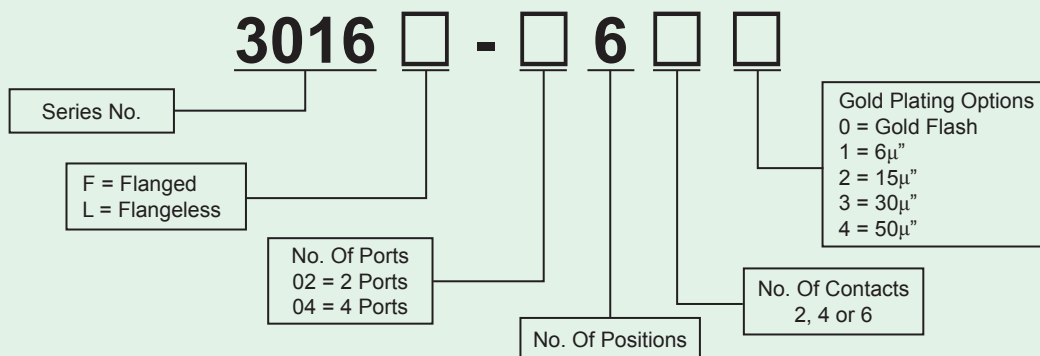 3016 □ - □ 6 □ □
Series No.
F = Flanged
L = Flangeless
No. Of Ports
02 = 2 Ports
04 = 4 Ports
No. Of Positions
No. Of Contacts
2, 4 or 6
Gold Plating Options
0 = Gold Flash
1 = 6µ”
2 = 15µ”
3 = 30µ”
4 = 50µ”